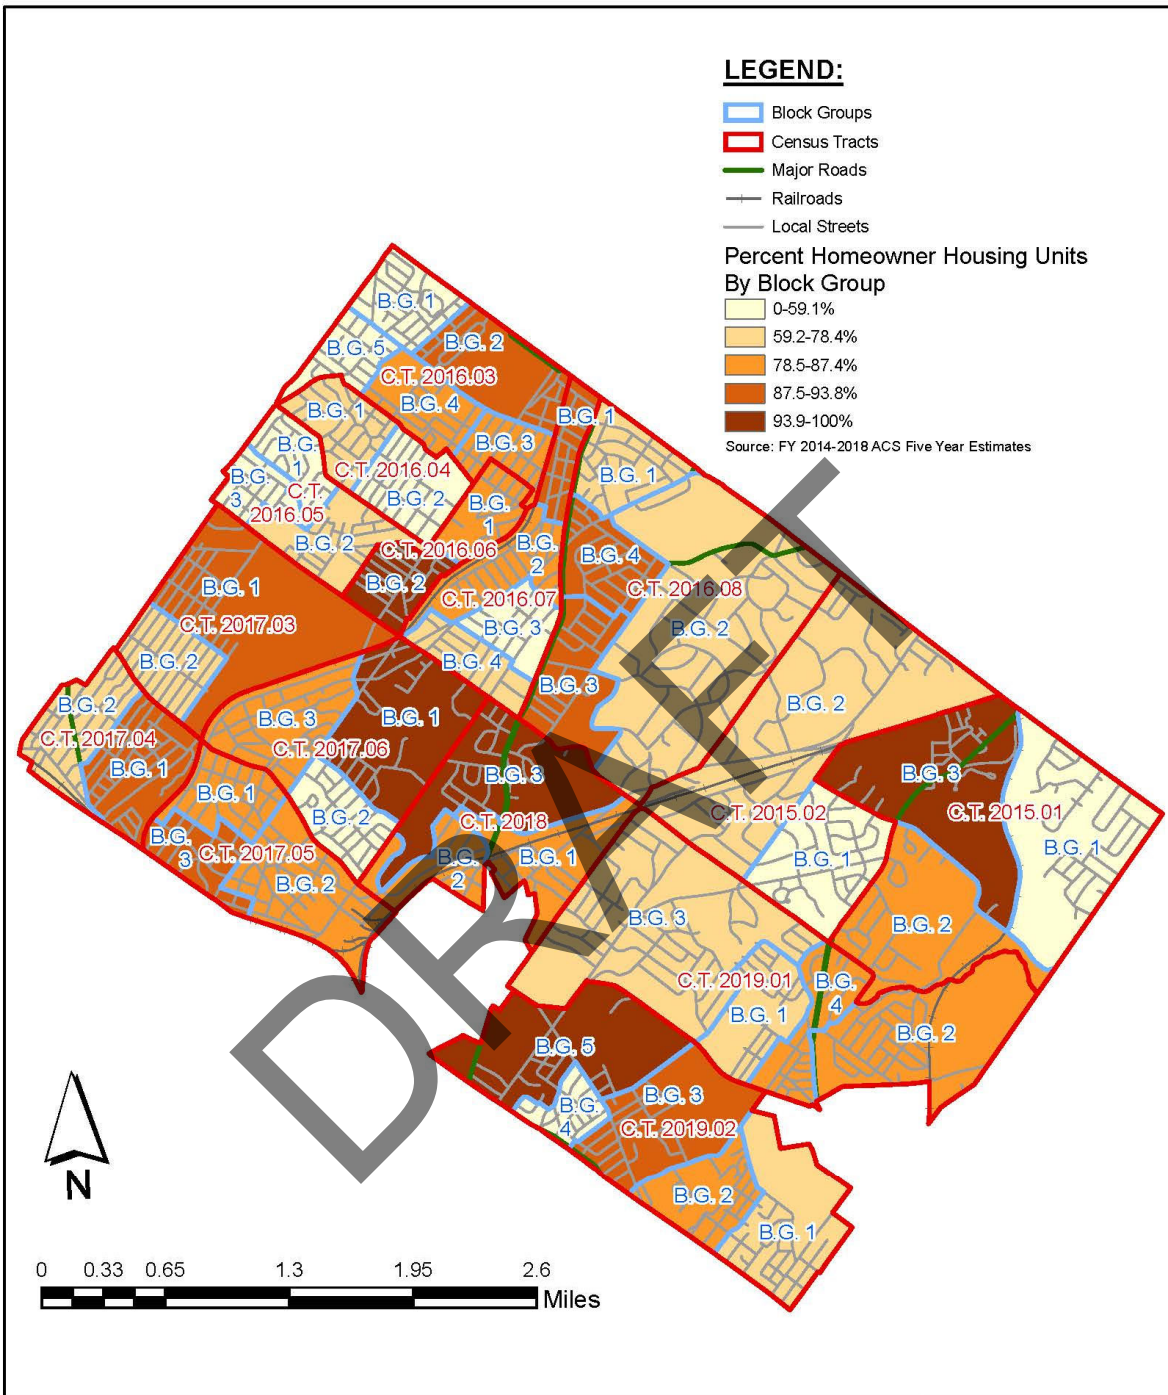 LEGEND:
Block Groups
Census Tracts
Major Roads
Railroads
Local Streets
Percent Homeowner Housing Units
By Block Group
0-59.1%
59.2-78.4%
78.5-87.4%
87.5-93.8%
93.9-100%
Source: FY 2014-2018 ACS Five Year Estimates
B.G. 1
B.G. 2
B.G. 5
C.T. 2016.03
B.G. 4
B.G. 1
B.G. 1
B.G. 3
B.G.
1
C.T. 2016.04
B.G. 1
B.G.
3
C.T.
2016.05
B.G. 2
B.G.
1
B.G. 2
C.T. 2016.06
B.G.
2
B.G. 4
B.G. 2
C.T. 2016.07
C.T. 2016.08
B.G. 1
C.T. 2017.03
B.G. 3
B.G. 2
B.G. 2
B.G. 4
B.G. 3
B.G. 2
B.G. 2
C.T. 2017.04
B.G. 3
C.T. 2017.06
B.G. 1
B.G. 1
B.G. 3
B.G. 3
B.G. 1
B.G. 2
C.T. 2018
C.T. 2015.02
C.T. 2015.01
B.G.
3
C.T. 2017.05
B.G. 2
B.G.
2
B.G. 1
B.G. 1
B.G. 1
B.G. 3
B.G. 2
C.T. 2019.01
B.G. 1
B.G.
4
B.G. 2
B.G. 5
B.G.
4
B.G. 3
C.T. 2019.02
B.G. 2
B.G. 1
DRAFT
N
0 0.33 0.65 1.3 1.95 2.6
Miles